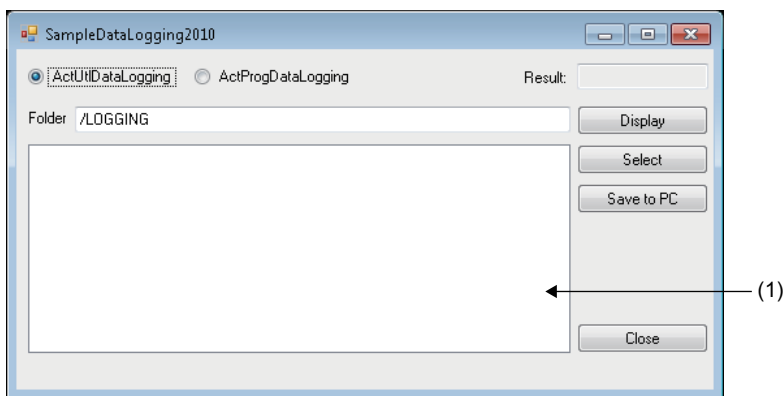 SampleDataLogging2010
ActUtlDataLogging ActProgDataLogging Result:
Folder /LOGGING Display
Select
Save to PC
(1)
Close